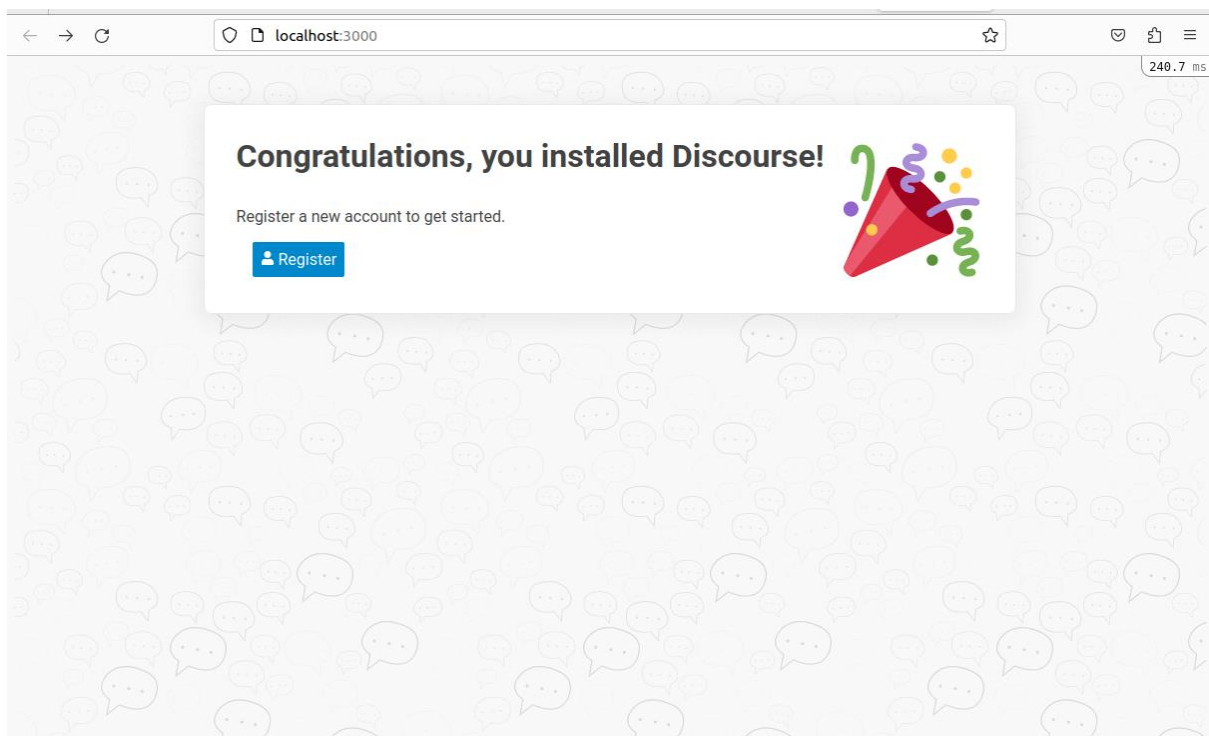 localhost:3000
240.7 ms
Congratulations, you installed Discourse!
Register a new account to get started.
Register